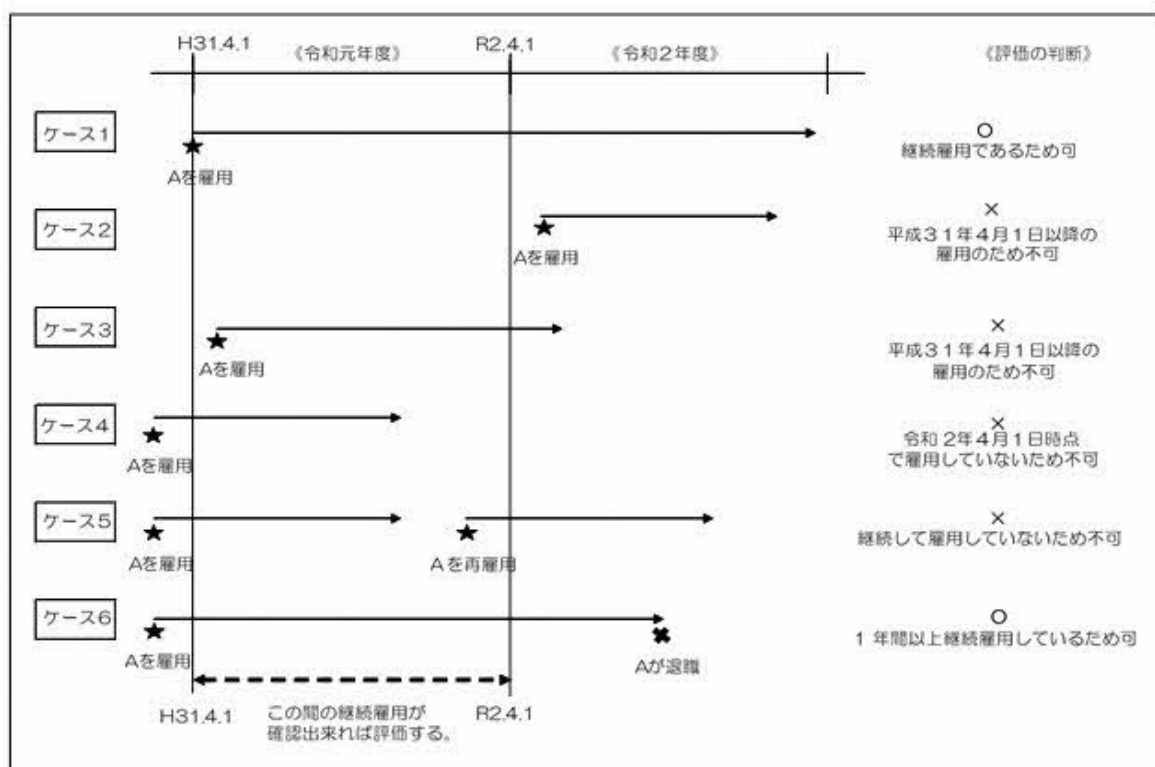 H31.4.1 《令和元年度》 R2.4.1 《令和２年度》 《評価の判断》
ケース1
Aを雇用
○
継続雇用であるため可
ケース2
Aを雇用
×
平成３１年４月１日以降の
雇用のため不可
ケース3
Aを雇用
×
平成３１年４月１日以降の
雇用のため不可
ケース4
Aを雇用
×
令和 2年４月１日時点
で雇用していないため不可
ケース5
Aを雇用
Aを再雇用
×
継続して雇用していないため不可
ケース6
Aを雇用
Aが退職
○
１ 年間以上継続雇用しているため可
H31.4.1
この間の継続雇用が
確認出来れば評価する。
R2.4.1